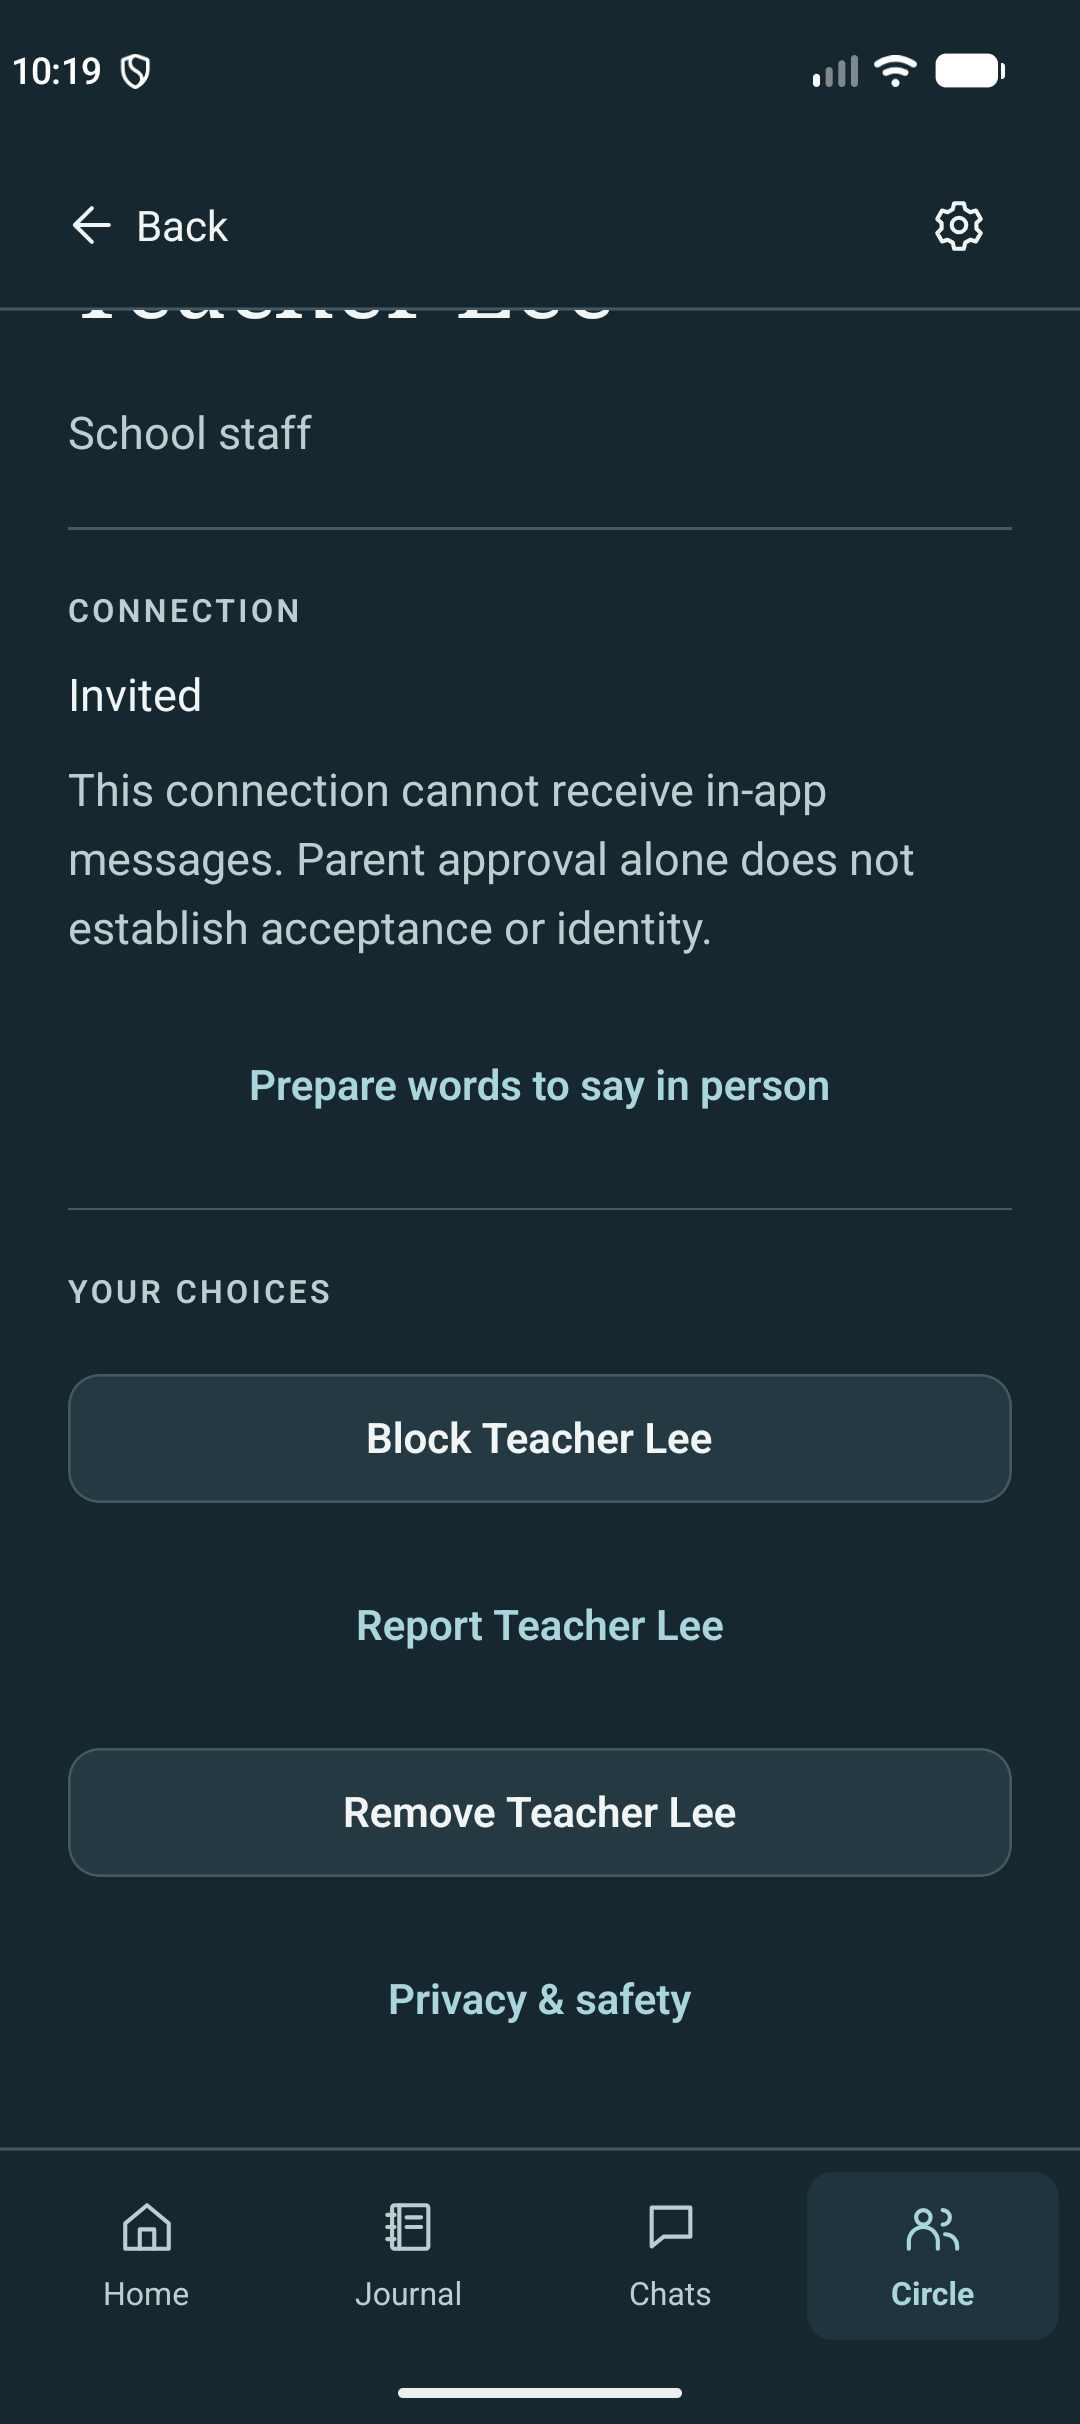 10:19
Back
Teacher Lee
School staff
CONNECTION
Invited
This connection cannot receive in-app
messages. Parent approval alone does not
establish acceptance or identity.
Prepare words to say in person
YOUR CHOICES
Block Teacher Lee
Report Teacher Lee
Remove Teacher Lee
Privacy & safety
Home
Journal
Chats
Circle